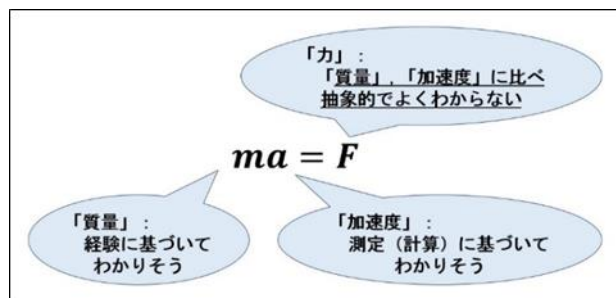 「力」：
「質量」，「加速度」に比べ
抽象的でよくわからない
ma = F
「質量」：
経験に基づいて
わかりそう
「加速度」：
測定（計算）に基づいて
わかりそう